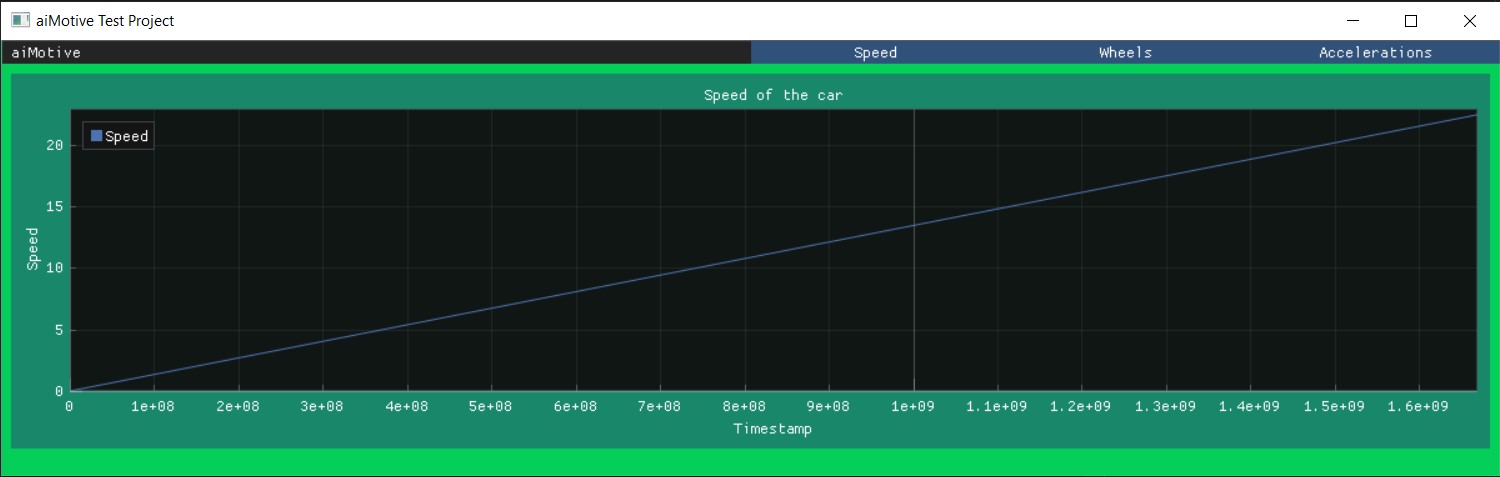 aiMotive Test Project
aiMotive Speed Wheels Accelerations
Speed of the car
Speed
20
15
10
5
0
Speed
0 1e+08 2e+08 3e+08 4e+08 5e+08 6e+08 7e+08 8e+08 9e+08 1e+09 1.1e+09 1.2e+09 1.3e+09 1.4e+09 1.5e+09 1.6e+09
Timestamp